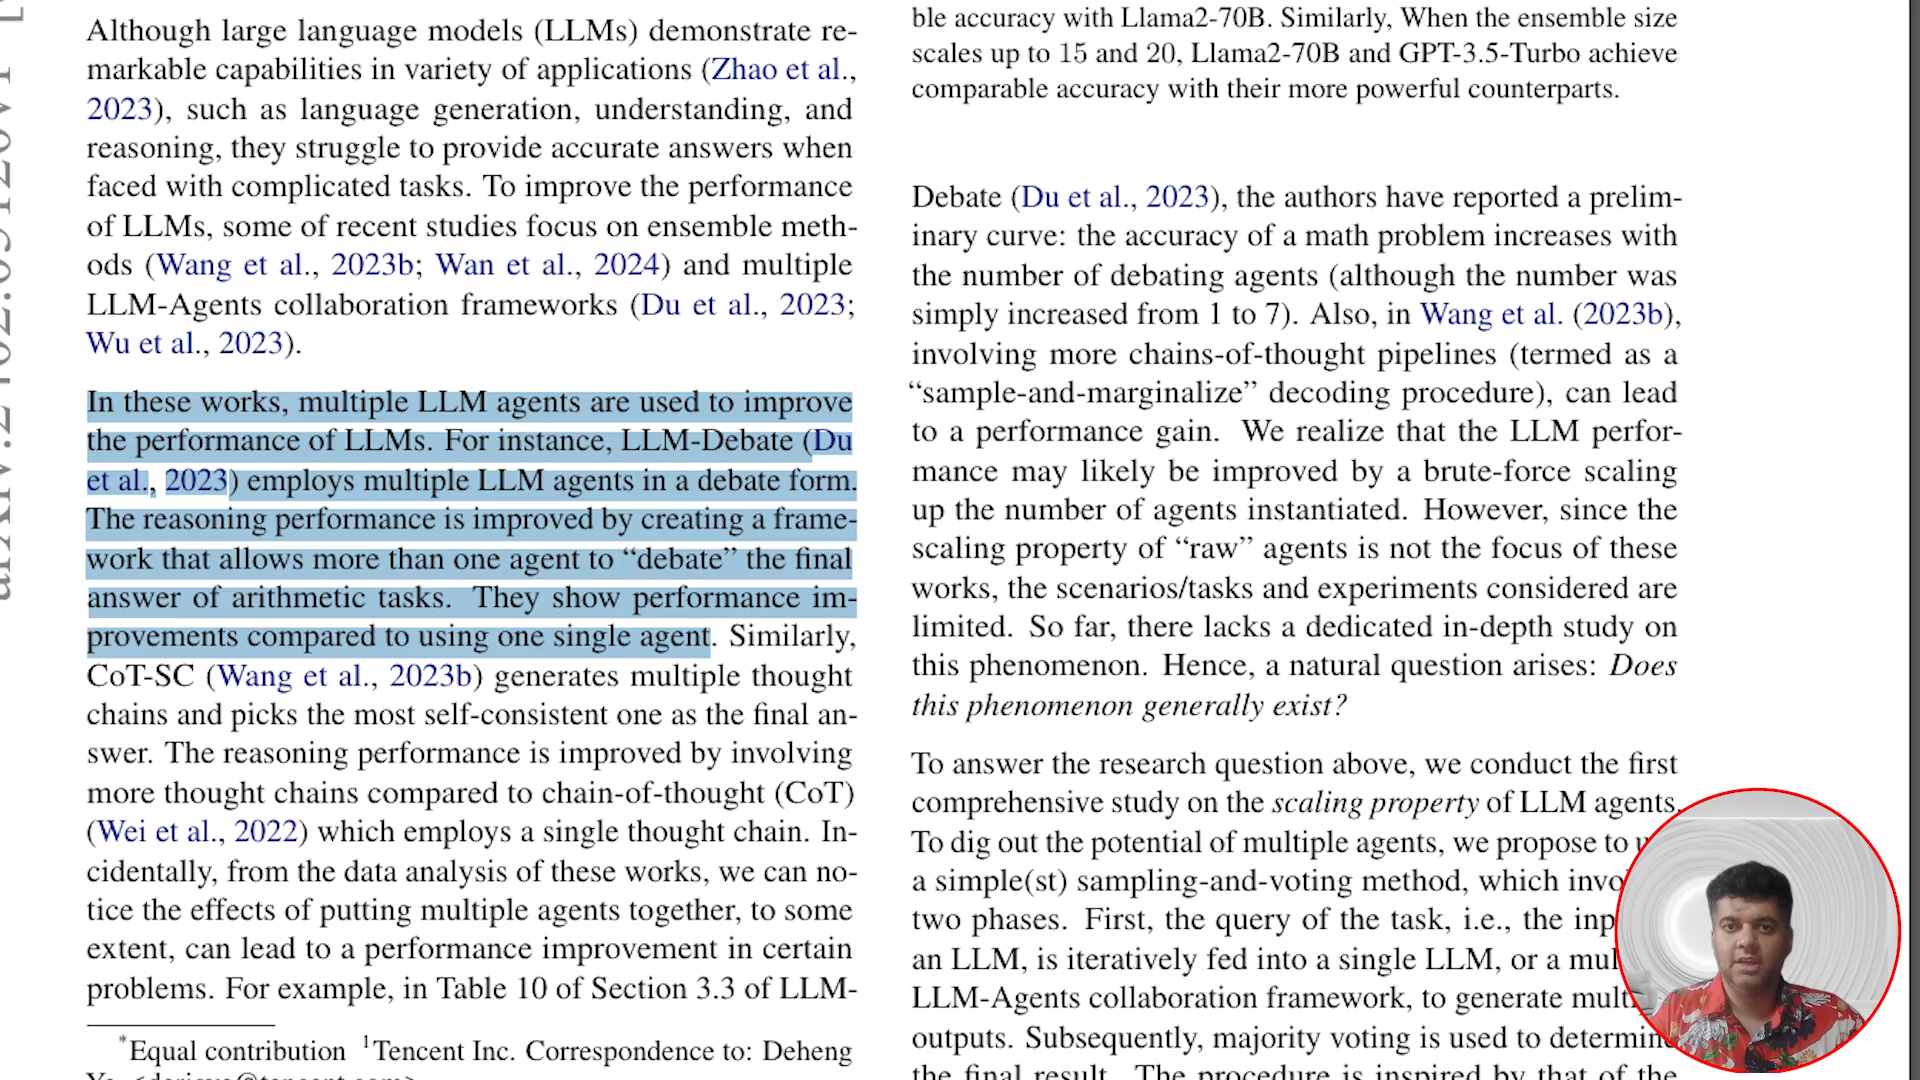 Although large language models (LLMs) demonstrate re-
markable capabilities in variety of applications (Zhao et al.,
2023), such as language generation, understanding, and
reasoning, they struggle to provide accurate answers when
faced with complicated tasks. To improve the performance
of LLMs, some of recent studies focus on ensemble meth-
ods (Wang et al., 2023b; Wan et al., 2024) and multiple
LLM-Agents collaboration frameworks (Du et al., 2023;
Wu et al., 2023).
In these works, multiple LLM agents are used to improve
the performance of LLMs. For instance, LLM-Debate (Du
et al., 2023) employs multiple LLM agents in a debate form.
The reasoning performance is improved by creating a frame-
work that allows more than one agent to “debate” the final
answer of arithmetic tasks. They show performance im-
provements compared to using one single agent. Similarly,
CoT-SC (Wang et al., 2023b) generates multiple thought
chains and picks the most self-consistent one as the final an-
swer. The reasoning performance is improved by involving
more thought chains compared to chain-of-thought (CoT)
(Wei et al., 2022) which employs a single thought chain. In-
cidentally, from the data analysis of these works, we can no-
tice the effects of putting multiple agents together, to some
extent, can lead to a performance improvement in certain
problems. For example, in Table 10 of Section 3.3 of LLM-
*Equal contribution 1Tencent Inc. Correspondence to: Deheng
ble accuracy with Llama2-70B. Similarly, When the ensemble size
scales up to 15 and 20, Llama2-70B and GPT-3.5-Turbo achieve
comparable accuracy with their more powerful counterparts.
Debate (Du et al., 2023), the authors have reported a prelim-
inary curve: the accuracy of a math problem increases with
the number of debating agents (although the number was
simply increased from 1 to 7). Also, in Wang et al. (2023b),
involving more chains-of-thought pipelines (termed as a
“sample-and-marginalize” decoding procedure), can lead
to a performance gain. We realize that the LLM perfor-
mance may likely be improved by a brute-force scaling
up the number of agents instantiated. However, since the
scaling property of “raw” agents is not the focus of these
works, the scenarios/tasks and experiments considered are
limited. So far, there lacks a dedicated in-depth study on
this phenomenon. Hence, a natural question arises: Does
this phenomenon generally exist?
To answer the research question above, we conduct the first
comprehensive study on the scaling property of LLM agents.
To dig out the potential of multiple agents, we propose to
a simple(st) sampling-and-voting method, which
two phases. First, the query of the task, i.e., the
an LLM, is iteratively fed into a single LLM, or a
LLM-Agents collaboration framework, to generate
outputs. Subsequently, majority voting is used to
the final result. The procedure is inspired by that of the